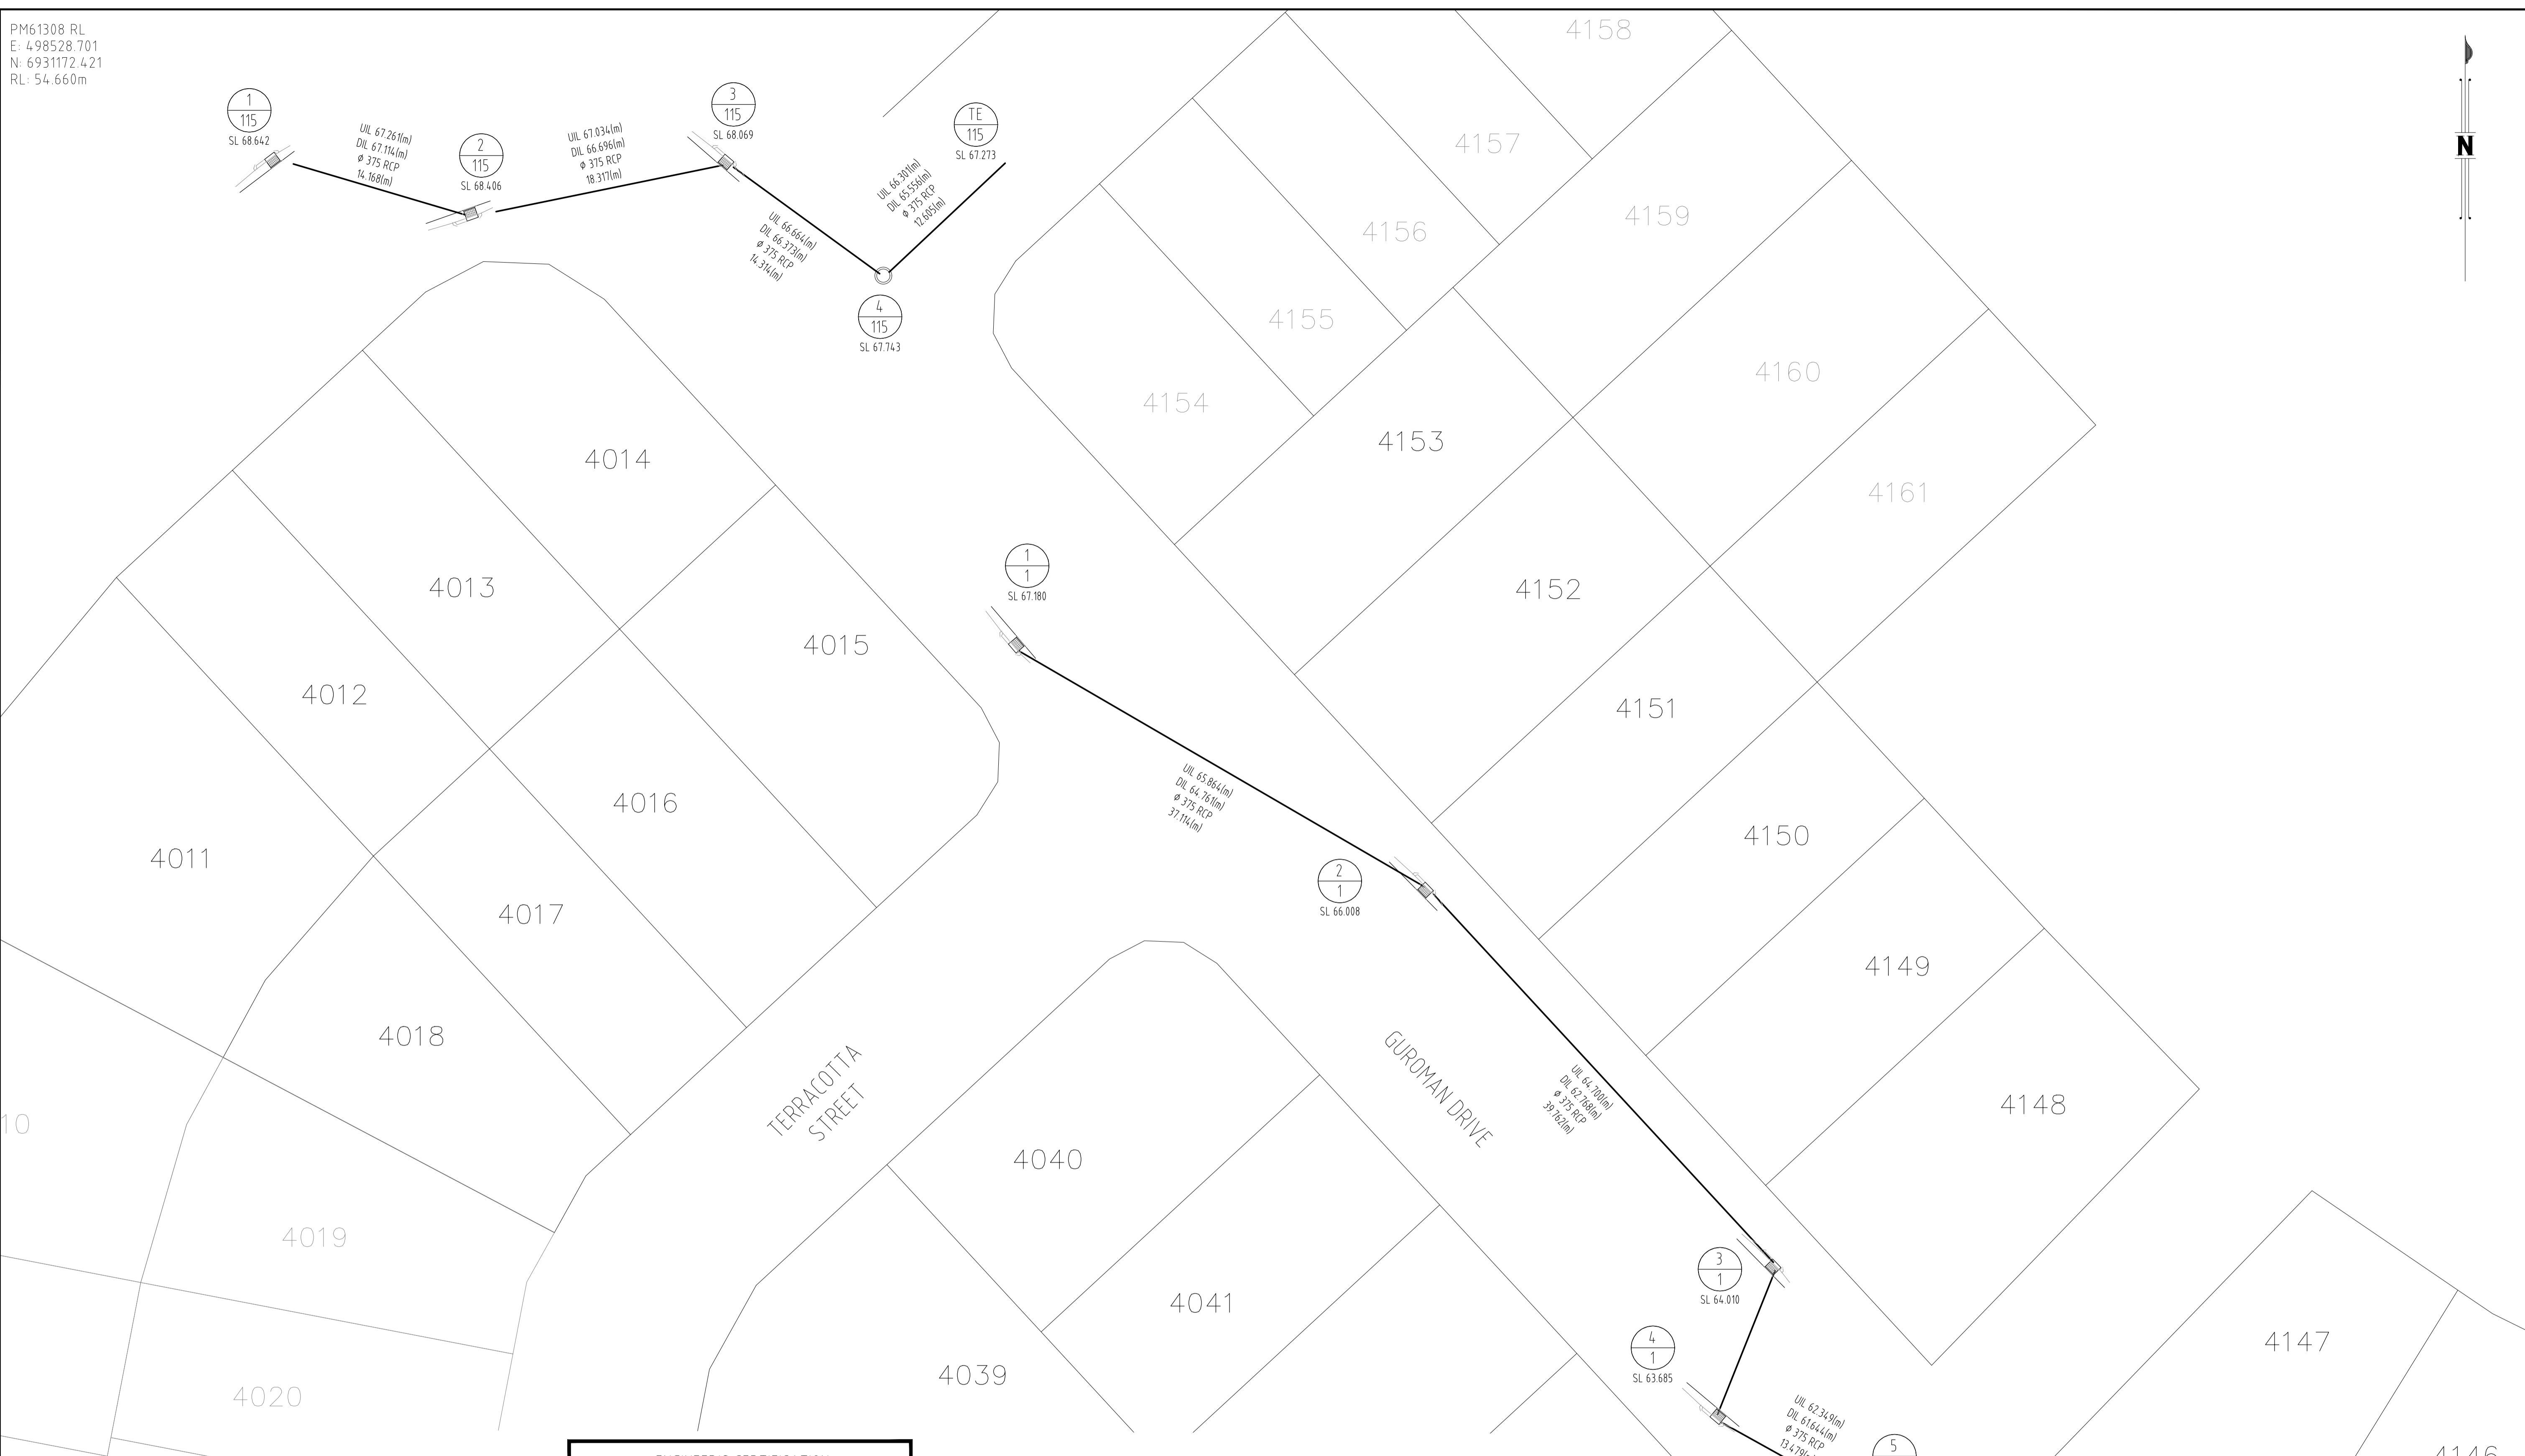 PM61308 RL
E: 498528.701
N: 6931172.421
RL: 54.660m
1
115
SL 68.642
UIL 67.261(m)
DIL 67.114(m)
Ø 375 RCP
14.168(m)
2
115
SL 68.406
UIL 67.034(m)
DIL 66.696(m)
Ø 375 RCP
18.317(m)
3
115
SL 68.069
UIL 66.664(m)
DIL 66.373(m)
Ø 375 RCP
14.314(m)
4
115
SL 67.743
UIL 66.301(m)
DIL 65.556(m)
Ø 375 RCP
12.605(m)
TE
115
SL 67.273
4158
4157
4156
4159
4155
4154
4160
4153
4161
4014
4013
4152
4015
4012
4151
1
1
SL 67.180
UIL 65.864(m)
DIL 64.761(m)
Ø 375 RCP
37.114(m)
4016
4011
4150
2
1
SL 66.008
4017
4149
4018
TERRACOTTA
STREET
GUROMAN DRIVE
UIL 64.700(m)
DIL 62.768(m)
Ø 375 RCP
39.762(m)
4148
10
4040
4019
3
1
SL 64.010
4041
4147
4
1
SL 63.685
4039
4020
UIL 62.349(m)
DIL 61.644(m)
Ø 375 RCP
5